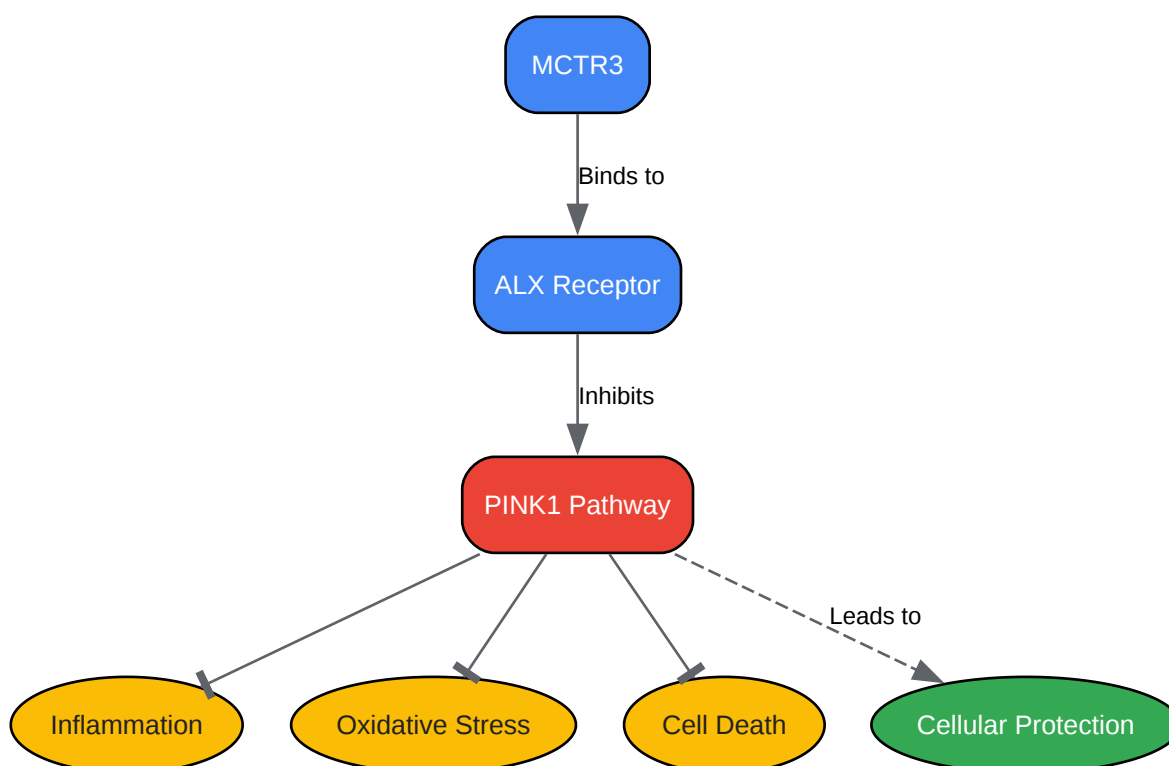 MCTR3
Binds to
ALX Receptor
Inhibits
PINK1 Pathway
Leads to
Inflammation
Oxidative Stress
Cell Death
Cellular Protection